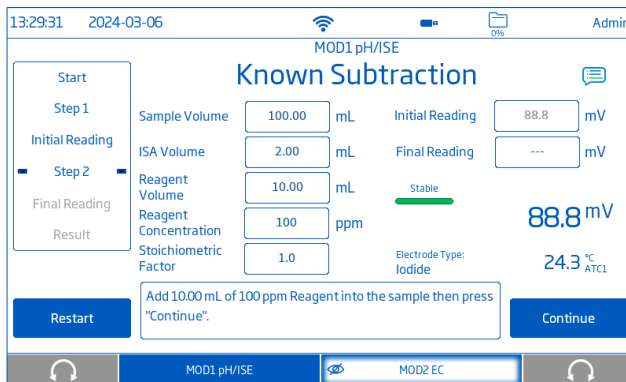 13:29:31 2024-03-06
0%
Admin
MOD1 pH/ISE
Known Subtraction
Start
Step 1
Initial Reading
Step 2
Final Reading
Result
Sample Volume 100.00 mL
ISA Volume 2.00 mL
Reagent
Volume 10.00 mL
Reagent
Concentration 100 ppm
Stoichiometric
Factor 1.0
Initial Reading 88.8 mV
Final Reading --- mV
Stable
88.8 mV
Electrode Type:
Iodide
24.3 °C
ATC1
Add 10.00 mL of 100 ppm Reagent into the sample then press
"Continue".
Restart
Continue
MOD1 pH/ISE
MOD2 EC